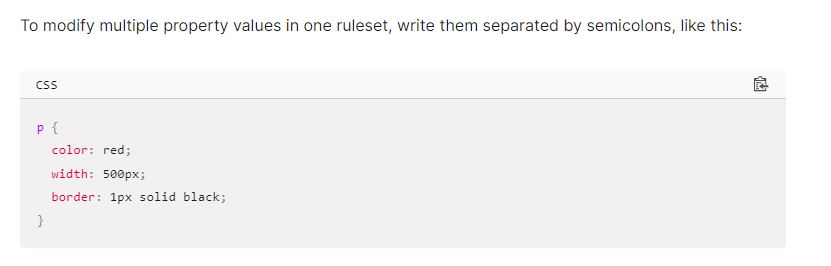 To modify multiple property values in one ruleset, write them separated by semicolons, like this:
CSS
p {
color: red;
width: 500px;
border: 1px solid black;
}